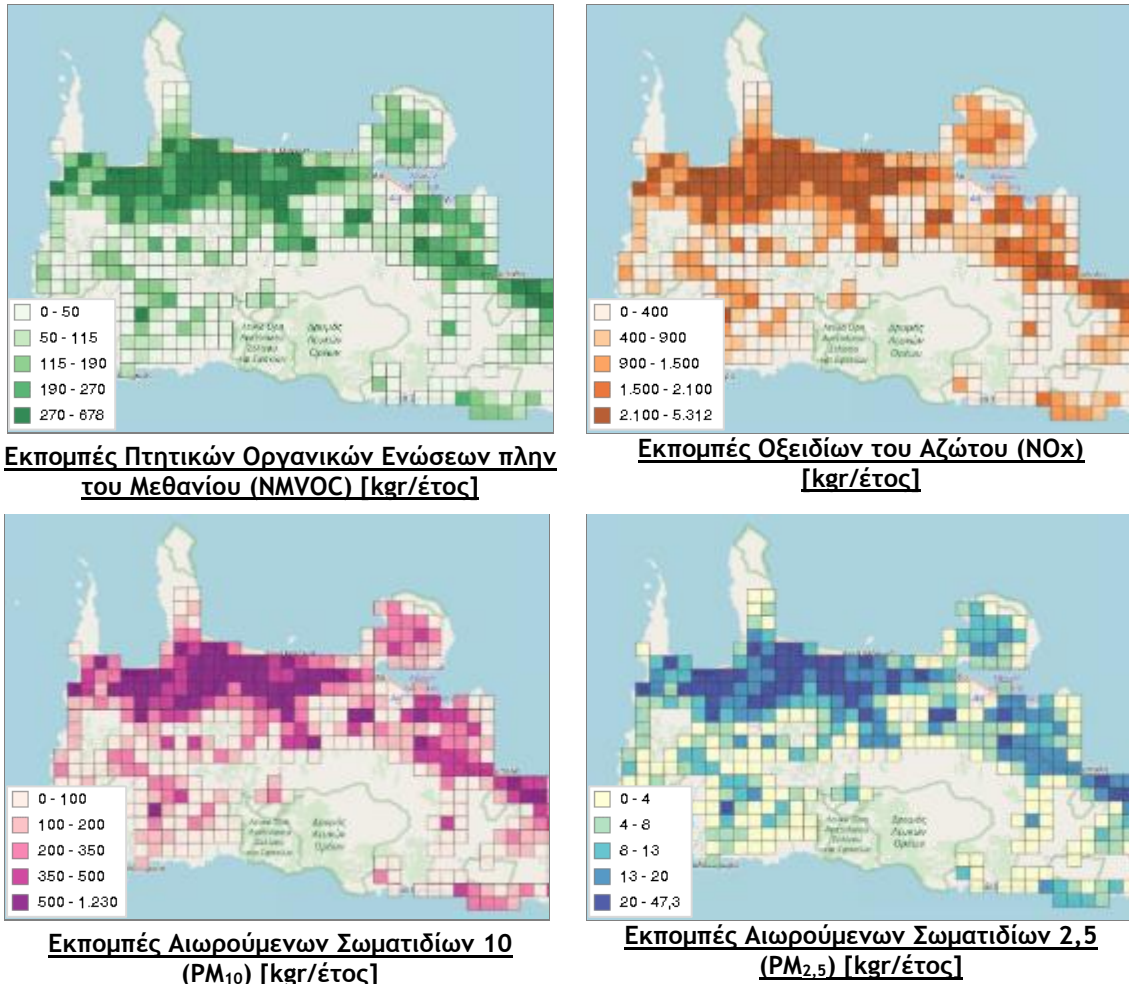 0 - 50
50 - 115
115 - 190
190 - 270
270 - 678
Εκπομπές Πτητικών Οργανικών Ενώσεων πλην
του Μεθανίου (NMVOC) [kgr/έτος]
0 - 400
400 - 900
900 - 1.500
1.500 - 2.100
2.100 - 5.312
Εκπομπές Οξειδίων του Αζώτου (NOx)
[kgr/έτος]
0 - 100
100 - 200
200 - 350
350 - 500
500 - 1.230
Εκπομπές Αιωρούμενων Σωματιδίων 10
(PM₁₀) [kgr/έτος]
0 - 4
4 - 8
8 - 13
13 - 20
20 - 47,3
Εκπομπές Αιωρούμενων Σωματιδίων 2,5
(PM₂,₅) [kgr/έτος]